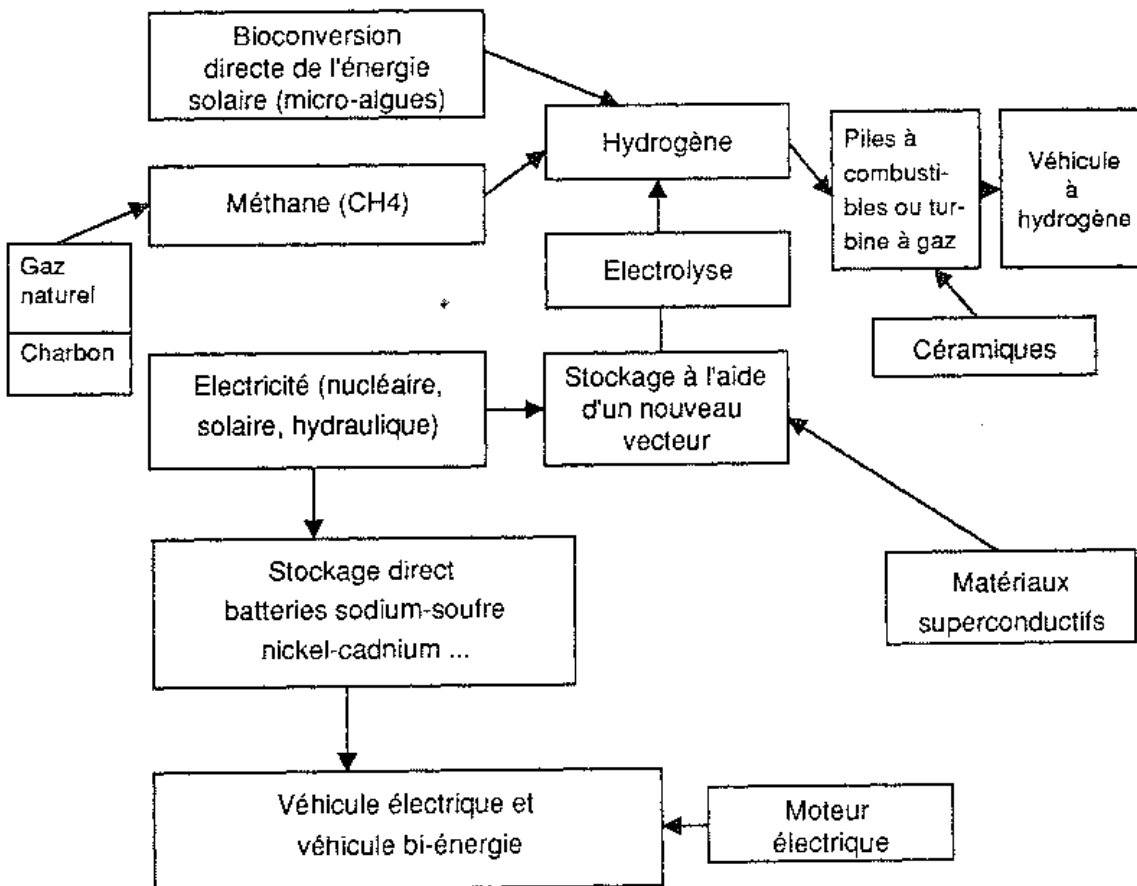 Bioconversion
directe de l'énergie
solaire (micro-algues)
Hydrogène
Piles à
combusti-
bles ou tur-
bine à gaz
Véhicule
à
hydrogène
Méthane (CH4)
Gaz
naturel
Charbon
Electrolyse
Céramiques
Electricité (nucléaire,
solaire, hydraulique)
Stockage à l'aide
d'un nouveau
vecteur
Stockage direct
batteries sodium-soufre
nickel-cadnium ...
Matériaux
superconductifs
Véhicule électrique et
véhicule bi-énergie
Moteur
électrique